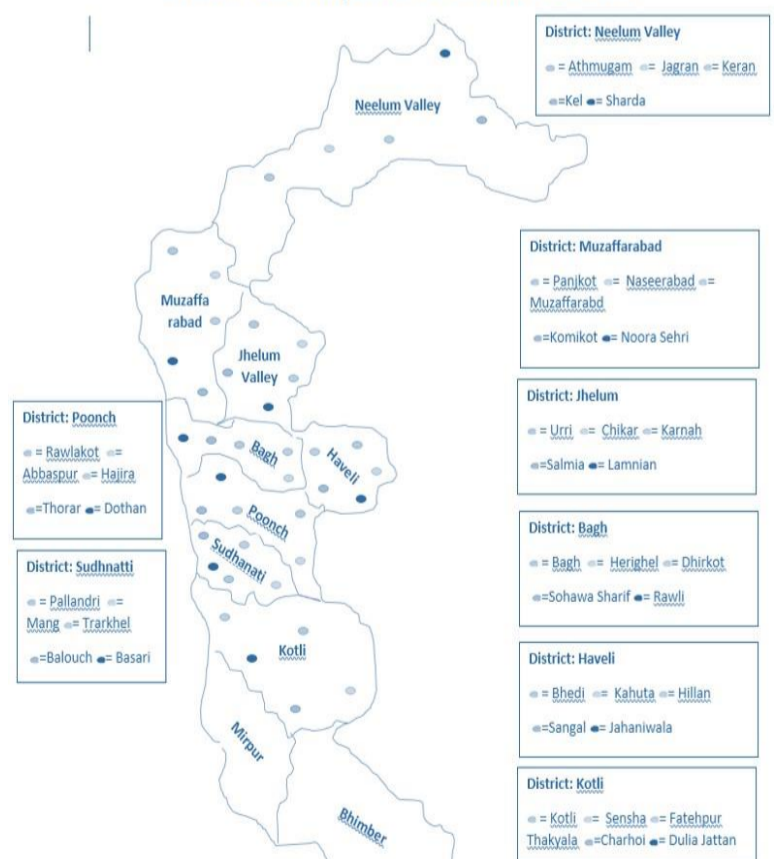 District: Neelum Valley
= Athmugam = Jagran = Keran
=Kel = Sharda
Neelum Valley
District: Muzaffarabad
= Panjkot = Naseerabad =
Muzaffarabd
=Komikot = Noora Sehri
Muzaffa
rabad
Jhelum
Valley
District: Jhelum
= Urri = Chikar = Karnah
=Salmia = Lamnian
District: Poonch
= Rawlakot =
Abbaspur = Hajira
=Thorar = Dothan
Bagh
Haveli
Poonch
District: Bagh
= Bagh = Herighel = Dhirkot
=Sohawa Sharif = Rawli
Sudhanati
District: Sudhnatti
= Pallandri =
Mang = Trarkhel
=Balouch = Basari
Kotli
District: Haveli
= Bhedi = Kahuta = Hillan
=Sangal = Jahaniwala
Mirpur
Bhimber
District: Kotli
= Kotli = Sensha = Fatehpur
Thakyala =Charhoi = Dulia Jattan